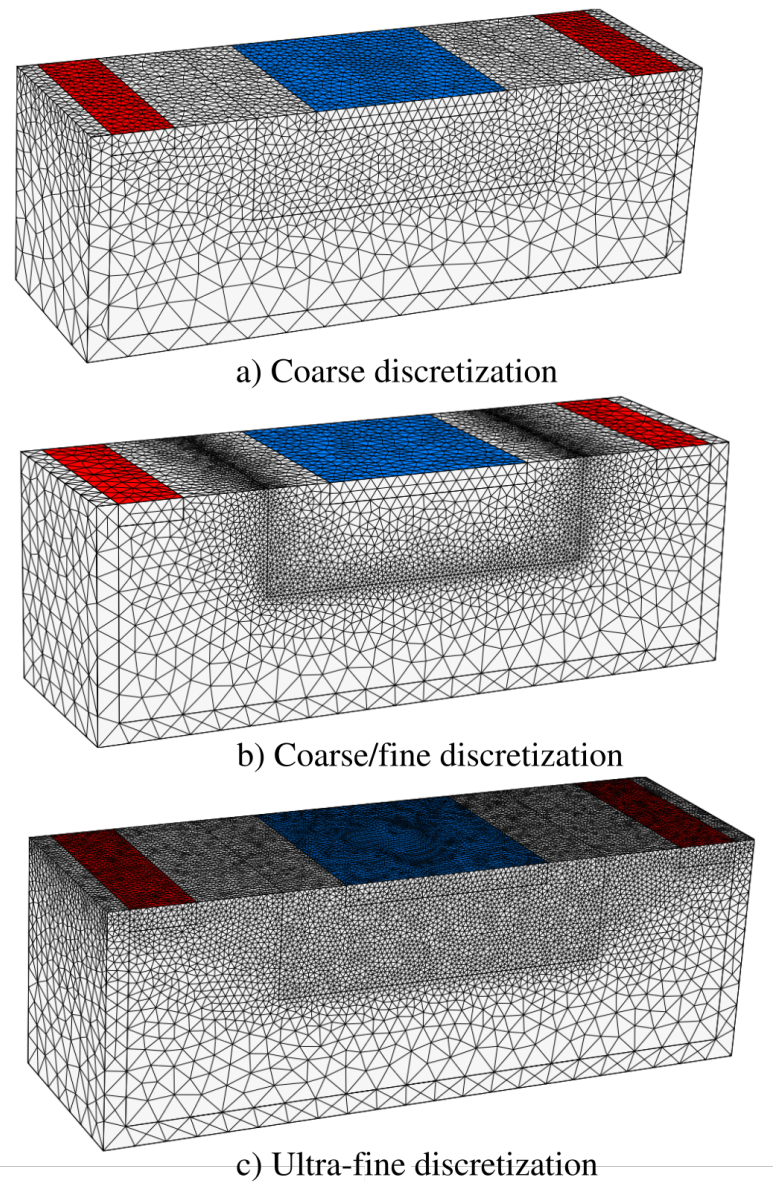 a) Coarse discretization
b) Coarse/fine discretization
c) Ultra-fine discretization